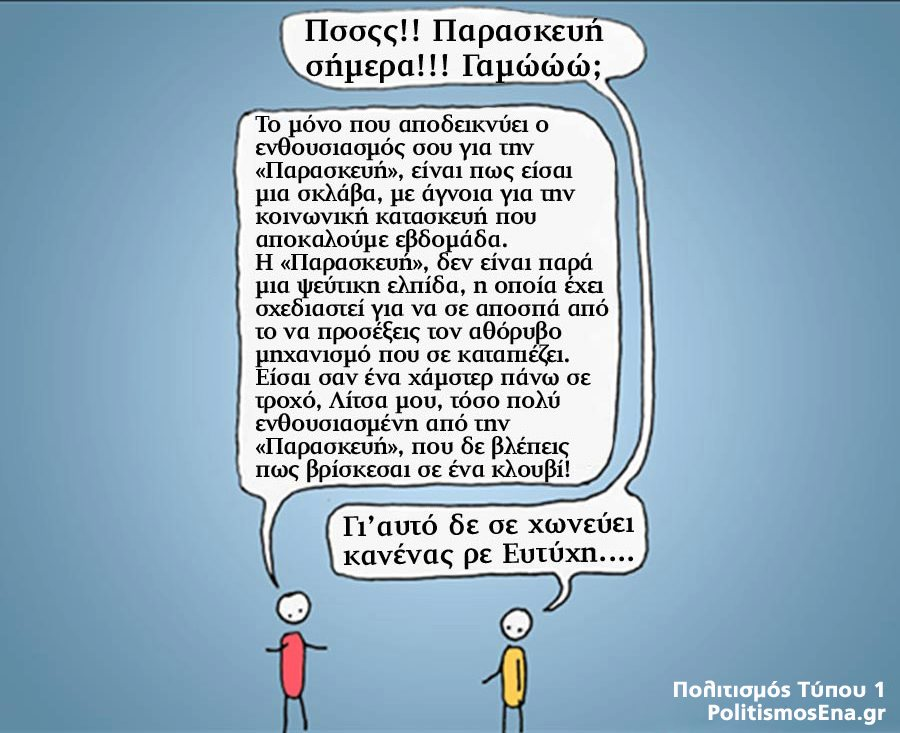 Πσσςς!! Παρασκευή
σήμερα!!! Γαμώώώ;
Το μόνο που αποδεικνύει ο
ενθουσιασμός σου για την
«Παρασκευή», είναι πως είσαι
μια σκλάβα, με άγνοια για την
κοινωνική κατασκευή που
αποκαλούμε εβδομάδα.
Η «Παρασκευή», δεν είναι παρά
μια ψεύτικη ελπίδα, η οποία έχει
σχεδιαστεί για να σε αποσπά από
το να προσέξεις τον αθόρυβο
μηχανισμό που σε καταπιέζει.
Είσαι σαν ένα χάμστερ πάνω σε
τροχό, Λίτσα μου, τόσο πολύ
ενθουσιασμένη από την
«Παρασκευή», που δε βλέπεις
πως βρίσκεσαι σε ένα κλουβί!
Γι'αυτό δε σε χωνεύει
κανένας ρε Ευτύχη....
Πολιτισμός Τύπου 1
PolitismosEna.gr